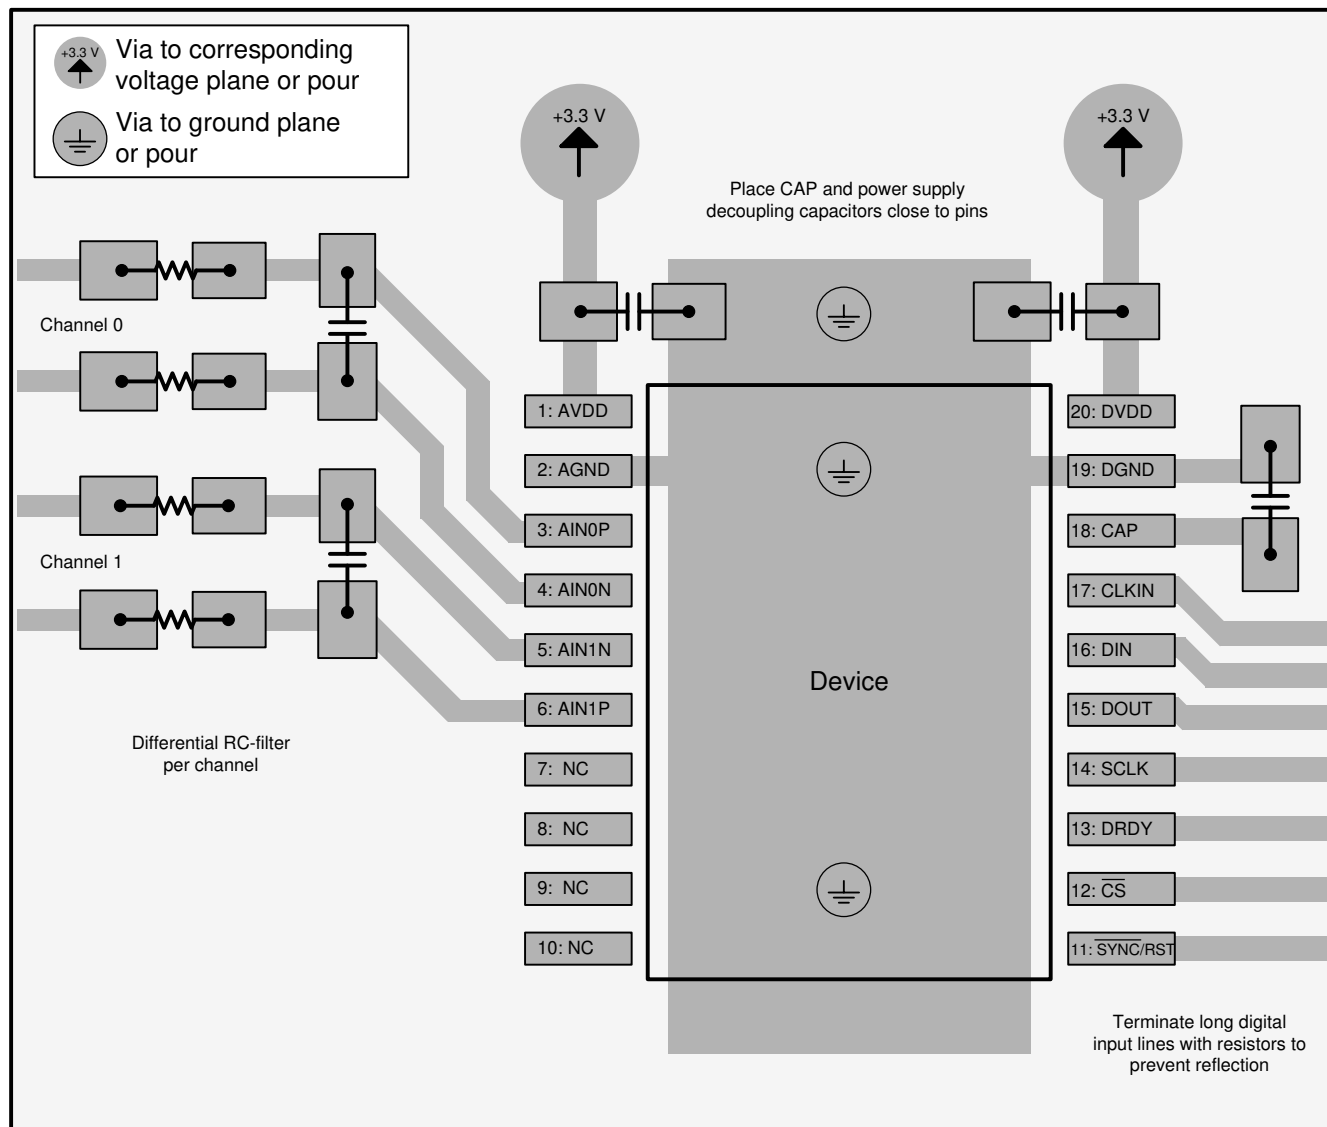 +3.3 V
Via to corresponding
voltage plane or pour
Via to ground plane
or pour
+3.3 V
+3.3 V
Place CAP and power supply
decoupling capacitors close to pins
Channel 0
Channel 1
Differential RC-filter
per channel
1: AVDD
2: AGND
3: AIN0P
4: AIN0N
5: AIN1N
6: AIN1P
7: NC
8: NC
9: NC
10: NC
Device
20: DVDD
19: DGND
18: CAP
17: CLKIN
16: DIN
15: DOUT
14: SCLK
13: DRDY
12: C̅S̅
11: S̅Y̅N̅C̅/RST
Terminate long digital
input lines with resistors to
prevent reflection